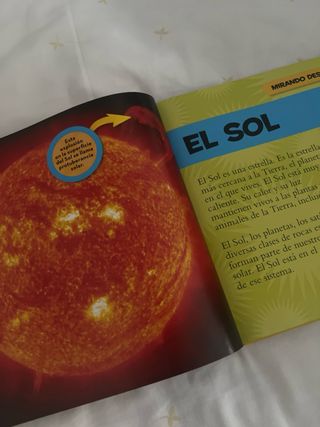 Esta
explosión
en la superficie
del Sol se llama
protuberancia
solar.
MIRANDO DES
EL SOL
El Sol es una estrella. Es la estrella
más cercana a la Tierra, el planeta
en el que vives. El Sol está muy
caliente. Su calor y su luz
mantienen vivos a las plantas
animales de la Tierra, inclu
El Sol, los planetas, los sat
diversas clases de rocas es
forman parte de nuestro
solar. El Sol está en el
de ese sistema.